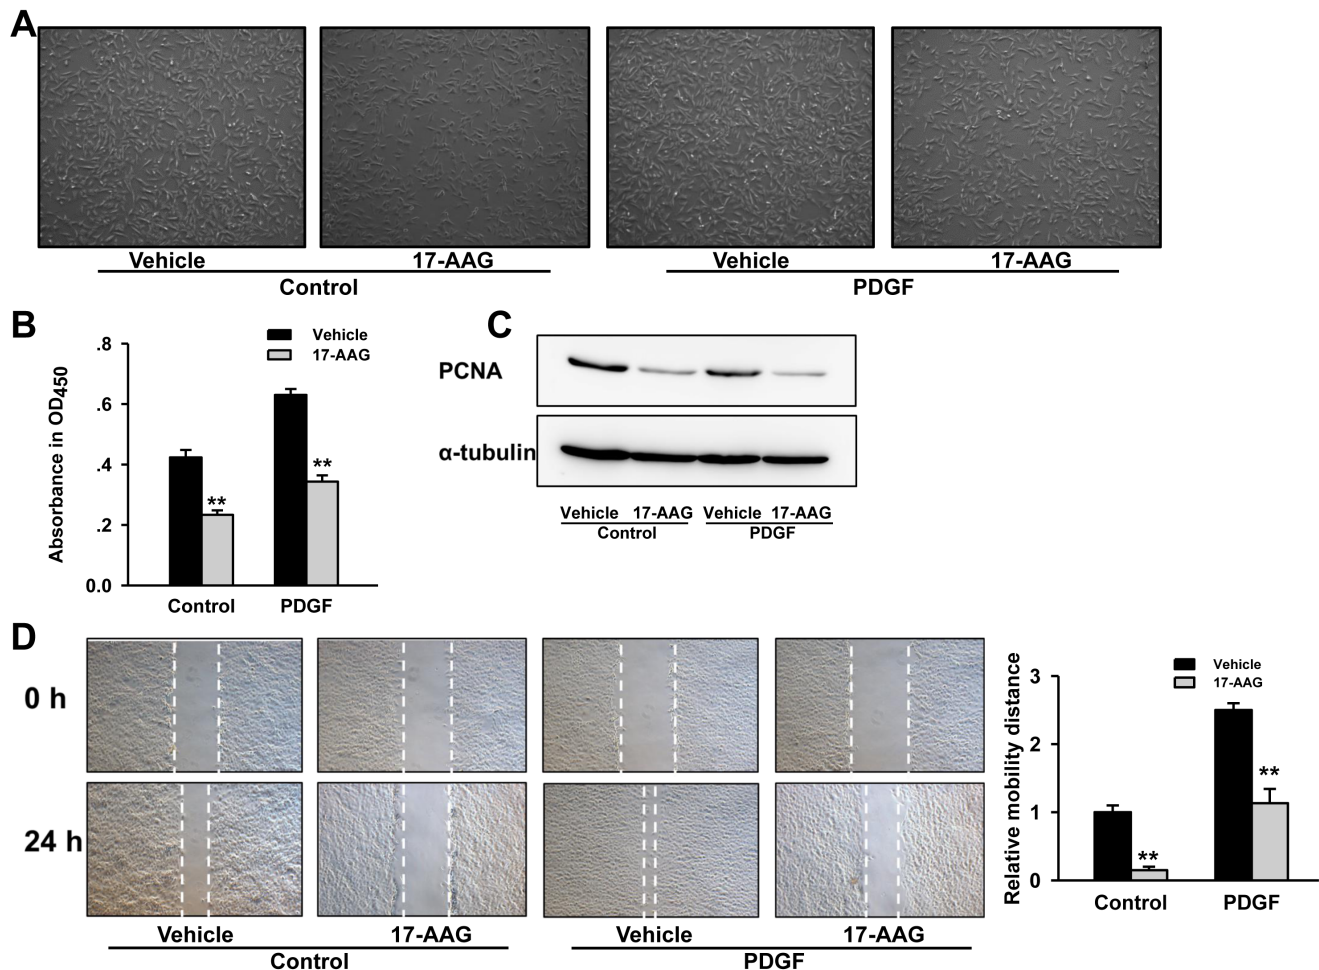 A
Vehicle 17-AAG Vehicle 17-AAG
Control PDGF
B
Vehicle
17-AAG
.8
.6
.4
.2
0.0
Absorbance in OD450
Control PDGF
C
PCNA
α-tubulin
Vehicle 17-AAG Vehicle 17-AAG
Control PDGF
D
0 h
24 h
Vehicle 17-AAG Vehicle 17-AAG
Control PDGF
Vehicle
17-AAG
3
2
1
0
Relative mobility distance
**
**
**
**
Control PDGF